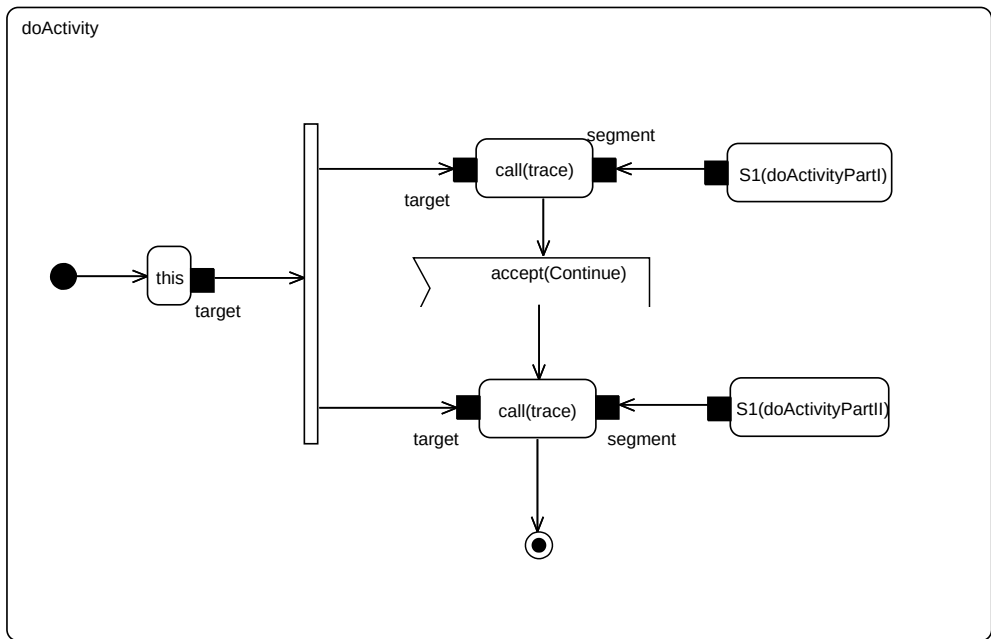 doActivity
segment
call(trace)
S1(doActivityPartI)
target
this
accept(Continue)
target
call(trace)
S1(doActivityPartII)
target
segment